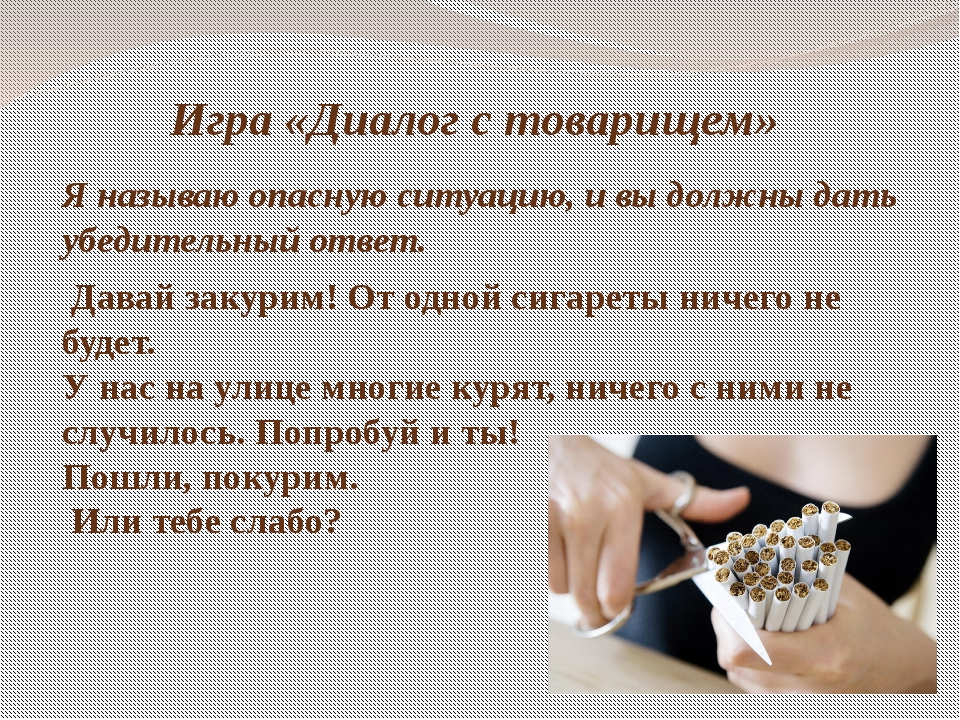 Игра «Диалог с товарищем»
Я называю опасную ситуацию, и вы должны дать
убедительный ответ.
Давай закурим! От одной сигареты ничего не
будет.
У нас на улице многие курят, ничего с ними не
случилось. Попробуй и ты!
Пошли, покурим.
Или тебе слабо?